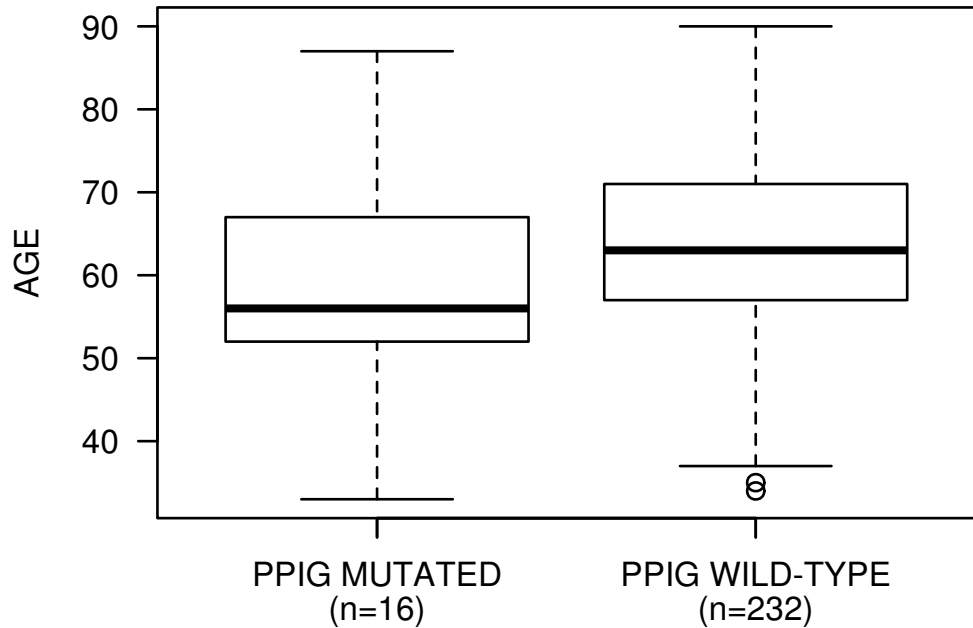 90
80
70
60
50
40
AGE
PPIG MUTATED
(n=16)
PPIG WILD-TYPE
(n=232)